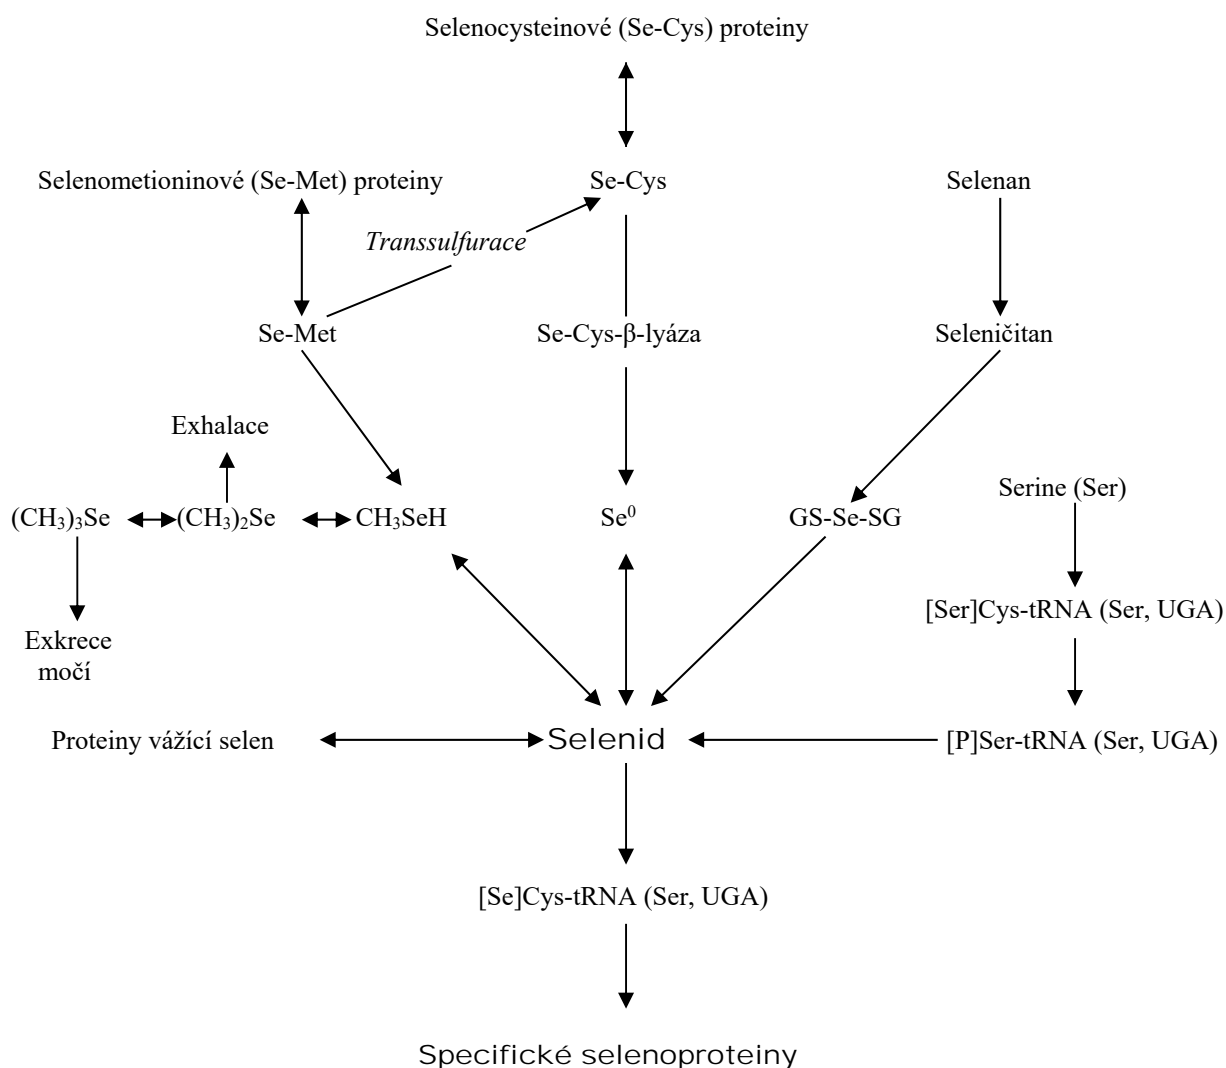 Selenocysteinové (Se-Cys) proteiny
Selenometioninové (Se-Met) proteiny
Se-Cys
Selenan
Transsulfurace
Se-Met
Se-Cys-β-lyáza
Seleničitan
Exhalace
Serine (Ser)
(CH₃)₃Se
(CH₃)₂Se
CH₃SeH
Se⁰
GS-Se-SG
[Ser]Cys-tRNA (Ser, UGA)
Exkrece
močí
Proteiny vážící selen
Selenid
[P]Ser-tRNA (Ser, UGA)
[Se]Cys-tRNA (Ser, UGA)
Specifické selenoproteiny